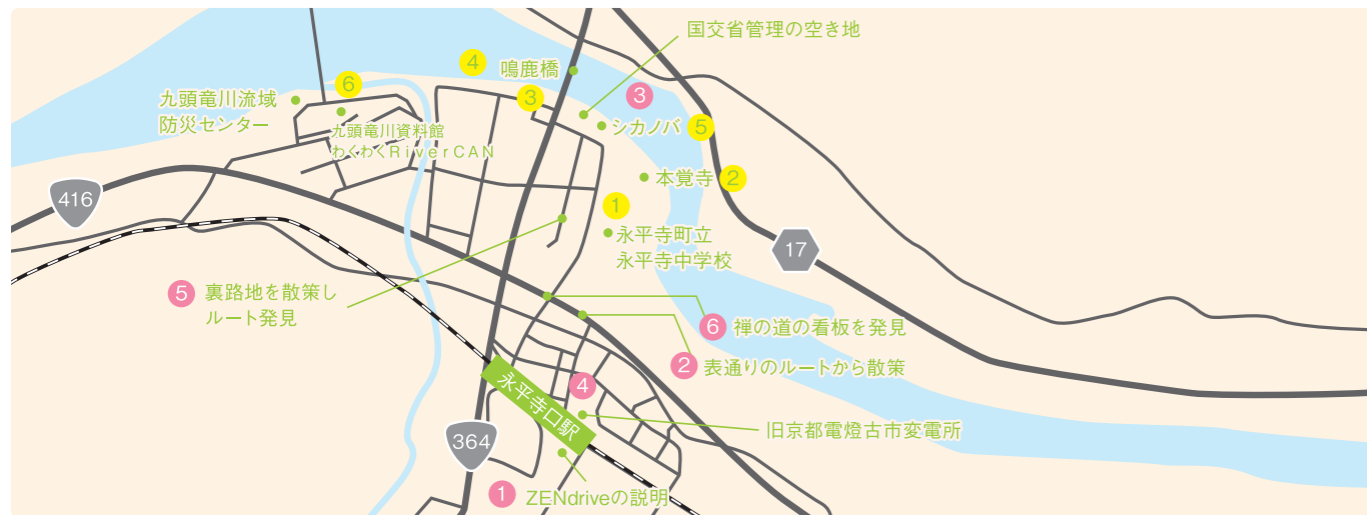 国交省管理の空き地
4
鳴鹿橋
6
3
3
九頭竜川流域
防災センター
九頭竜川資料館
わくわくRiverCAN
シカノバ
5
本覚寺
2
416
1
永平寺町立
永平寺中学校
17
5
裏路地を散策し
ルート発見
6
禅の道の看板を発見
2
表通りのルートから散策
永平寺口駅
4
旧京都電燈古市変電所
364
1
ZENdriveの説明